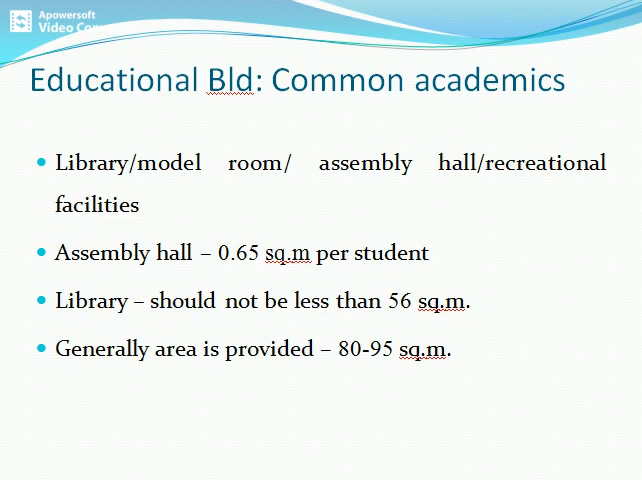 Apowersoft
Video
Educational Bld: Common academics
Library/model room/ assembly hall/recreational
facilities
Assembly hall – 0.65 sq.m per student
Library – should not be less than 56 sq.m.
Generally area is provided – 80-95 sq.m.